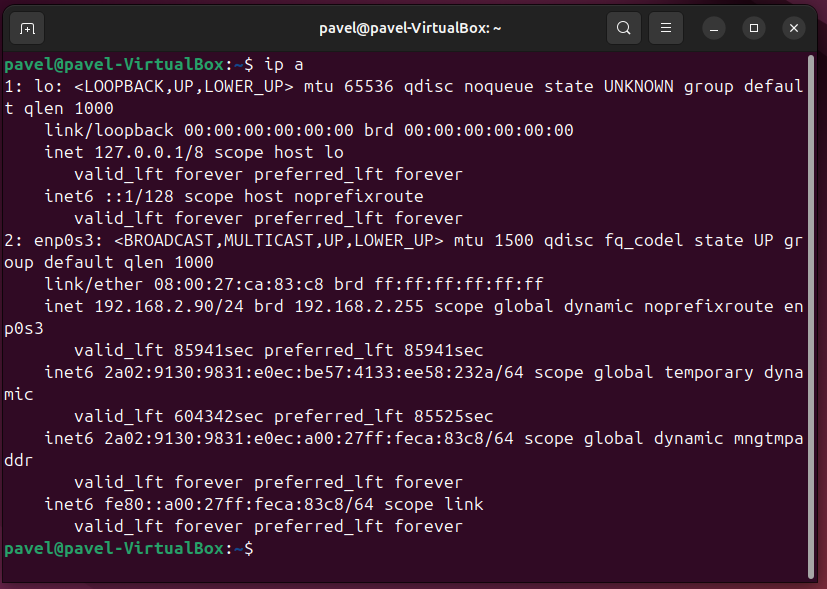 pavel@pavel-VirtualBox: ~
pavel@pavel-VirtualBox:~$ ip a
1: lo: <LOOPBACK,UP,LOWER_UP> mtu 65536 qdisc noqueue state UNKNOWN group defaul
t qlen 1000
    link/loopback 00:00:00:00:00:00 brd 00:00:00:00:00:00
    inet 127.0.0.1/8 scope host lo
       valid_lft forever preferred_lft forever
    inet6 ::1/128 scope host noprefixroute
       valid_lft forever preferred_lft forever
2: enp0s3: <BROADCAST,MULTICAST,UP,LOWER_UP> mtu 1500 qdisc fq_codel state UP gr
oup default qlen 1000
    link/ether 08:00:27:ca:83:c8 brd ff:ff:ff:ff:ff:ff
    inet 192.168.2.90/24 brd 192.168.2.255 scope global dynamic noprefixroute en
p0s3
       valid_lft 85941sec preferred_lft 85941sec
    inet6 2a02:9130:9831:e0ec:be57:4133:ee58:232a/64 scope global temporary dyna
mic
       valid_lft 604342sec preferred_lft 85525sec
    inet6 2a02:9130:9831:e0ec:a00:27ff:feca:83c8/64 scope global dynamic mngtmpa
ddr
       valid_lft forever preferred_lft forever
    inet6 fe80::a00:27ff:feca:83c8/64 scope link
       valid_lft forever preferred_lft forever
pavel@pavel-VirtualBox:~$